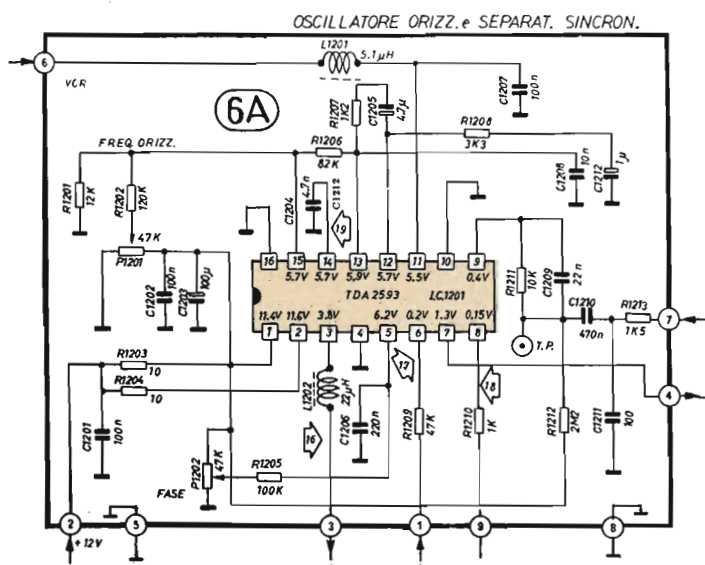 OSCILLATORE ORIZZ. e SEPARAT. SINCRON.
L1201
5.1µH
6
VCR
6A
R1207
1K2
C1205
4.7µ
C1207
100n
R1208
3K3
FREQ. ORIZZ.
R1206
82K
C1208
10n
C1212
1µ
R1201
12K
R1202
120K
C1204
4.7n
C1212
19
47K
P1201
C1202
100n
C1203
100µ
16 15 14 13 12 11 10 9
5.7V 5.7V 5.9V 5.7V 5.5V 0.4V
TDA 2593 LC1201
11.4V 11.6V 3.8V 6.2V 0.2V 1.3V 0.15V
1 2 3 4 5 6 7 8
R1211
10K
C1209
22n
C1210
470n
R1213
1K5
7
T.P.
R1203
10
R1204
10
L1202
22µH
17
18
4
C1201
100n
16
C1206
220n
R1209
47K
R1210
1K
R1212
2M2
C1211
100
P1202
47K
R1205
100K
FASE
2 5 3 1 9 8
+12V